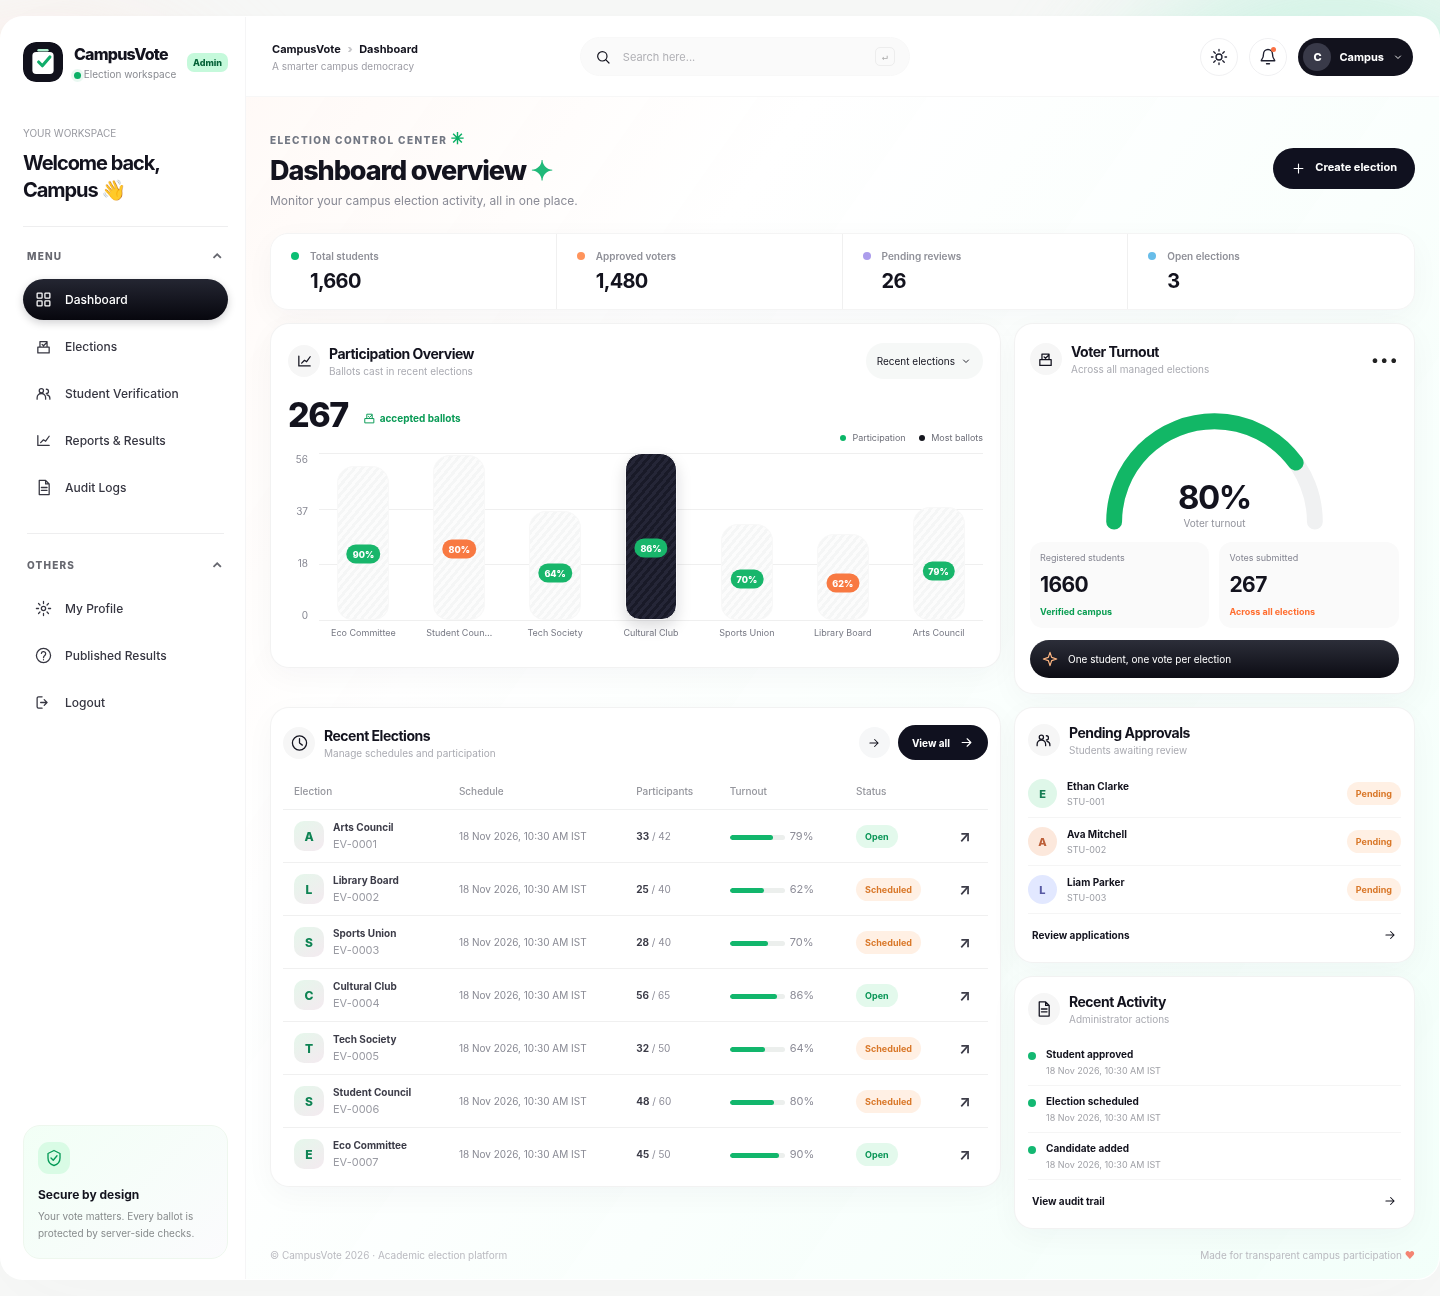 CampusVote
Election workspace
Admin
YOUR WORKSPACE
Welcome back,
Campus 👋
MENU
Dashboard
Elections
Student Verification
Reports & Results
Audit Logs
OTHERS
My Profile
Published Results
Logout
Secure by design
Your vote matters. Every ballot is
protected by server-side checks.
CampusVote › Dashboard
A smarter campus democracy
Search here...
↵
C Campus
ELECTION CONTROL CENTER
Dashboard overview
Monitor your campus election activity, all in one place.
Create election
Total students
1,660
Approved voters
1,480
Pending reviews
26
Open elections
3
Participation Overview
Ballots cast in recent elections
Recent elections
267 accepted ballots
Participation Most ballots
56
37
18
0
90%
80%
64%
86%
70%
62%
79%
Eco Committee Student Coun... Tech Society Cultural Club Sports Union Library Board Arts Council
Voter Turnout
Across all managed elections
80%
Voter turnout
Registered students
1660
Verified campus
Votes submitted
267
Across all elections
One student, one vote per election
Recent Elections
Manage schedules and participation
View all
Election Schedule Participants Turnout Status
A Arts Council
EV-0001
18 Nov 2026, 10:30 AM IST 33 / 42 79% Open
L Library Board
EV-0002
18 Nov 2026, 10:30 AM IST 25 / 40 62% Scheduled
S Sports Union
EV-0003
18 Nov 2026, 10:30 AM IST 28 / 40 70% Scheduled
C Cultural Club
EV-0004
18 Nov 2026, 10:30 AM IST 56 / 65 86% Open
T Tech Society
EV-0005
18 Nov 2026, 10:30 AM IST 32 / 50 64% Scheduled
S Student Council
EV-0006
18 Nov 2026, 10:30 AM IST 48 / 60 80% Scheduled
E Eco Committee
EV-0007
18 Nov 2026, 10:30 AM IST 45 / 50 90% Open
Pending Approvals
Students awaiting review
E Ethan Clarke
STU-001
Pending
A Ava Mitchell
STU-002
Pending
L Liam Parker
STU-003
Pending
Review applications
Recent Activity
Administrator actions
Student approved
18 Nov 2026, 10:30 AM IST
Election scheduled
18 Nov 2026, 10:30 AM IST
Candidate added
18 Nov 2026, 10:30 AM IST
View audit trail
© CampusVote 2026 · Academic election platform
Made for transparent campus participation ♥